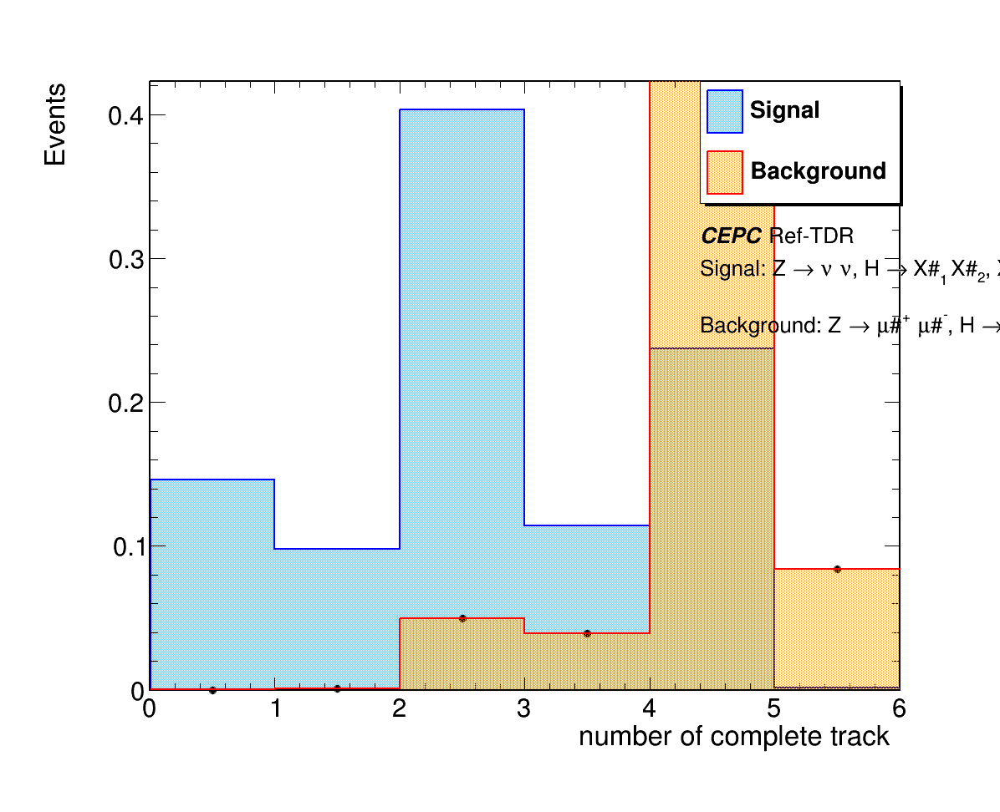 Events
0.4
0.3
0.2
0.1
0
0 1 2 3 4 5 6
number of complete track
Signal
Background
CEPC Ref-TDR
Signal: Z → ν ν, H → X#₁ X#₂,
Background: Z → μ#⁺ μ#⁻, H →